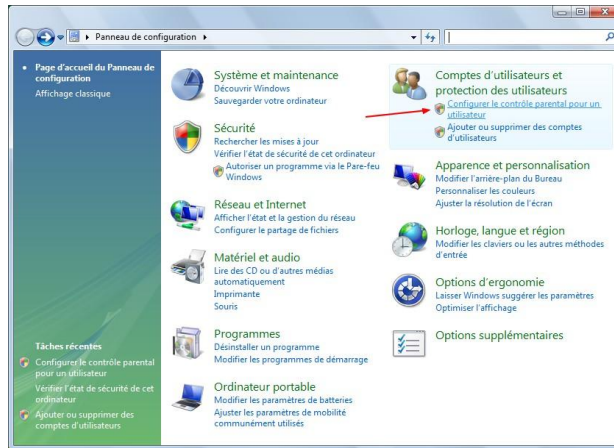 Panneau de configuration
Page d'accueil du Panneau de
configuration
Affichage classique
Tâches récentes
Configurer le contrôle parental
pour un utilisateur
Vérifier l'état de sécurité de cet
ordinateur
Ajouter ou supprimer des
comptes d'utilisateurs
Système et maintenance
Découvrir Windows
Sauvegarder votre ordinateur
Sécurité
Rechercher les mises à jour
Vérifier l'état de sécurité de cet ordinateur
Autoriser un programme via le Pare-feu
Windows
Réseau et Internet
Afficher l'état et la gestion du réseau
Configurer le partage de fichiers
Matériel et audio
Lire des CD ou d'autres médias
automatiquement
Imprimante
Souris
Programmes
Désinstaller un programme
Modifier les programmes de démarrage
Ordinateur portable
Modifier les paramètres de batteries
Ajuster les paramètres de mobilité
communément utilisés
Comptes d'utilisateurs et
protection des utilisateurs
Configurer le contrôle parental pour un
utilisateur
Ajouter ou supprimer des comptes
d'utilisateurs
Apparence et personnalisation
Modifier l'arrière-plan du Bureau
Personnaliser les couleurs
Ajuster la résolution de l'écran
Horloge, langue et région
Modifier les claviers ou les autres méthodes
d'entrée
Options d'ergonomie
Laisser Windows suggérer les paramètres
Optimiser l'affichage
Options supplémentaires